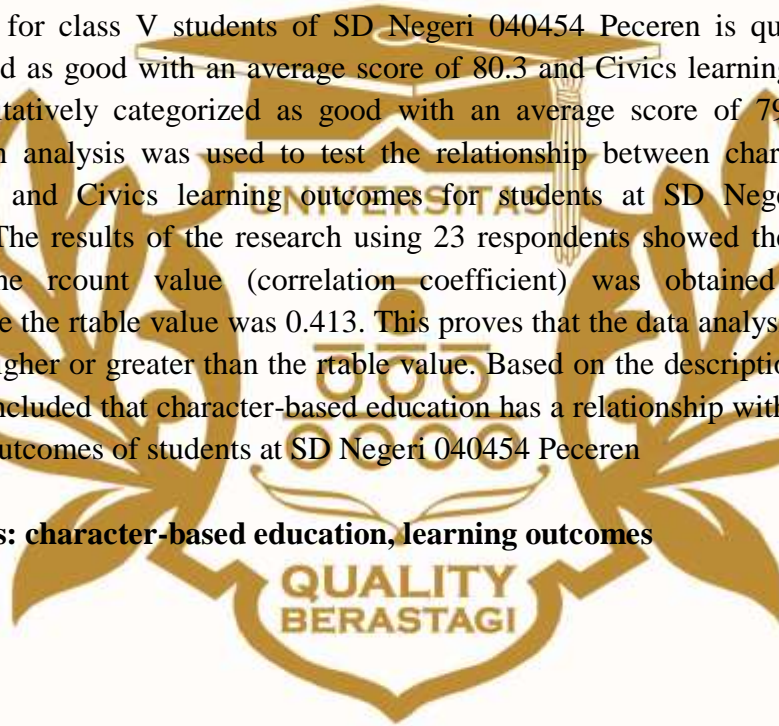 for class V students of SD Negeri 040454 Peceren is qu
d as good with an average score of 80.3 and Civics learning
itatively categorized as good with an average score of 79
n analysis was used to test the relationship between char
and Civics learning outcomes for students at SD Nege
The results of the research using 23 respondents showed the
ne rcount value (correlation coefficient) was obtained
e the rtable value was 0.413. This proves that the data analys
igher or greater than the rtable value. Based on the descriptio
ncluded that character-based education has a relationship with
utcomes of students at SD Negeri 040454 Peceren
s: character-based education, learning outcomes
UNIVERSITAS
QUALITY
BERASTAGI